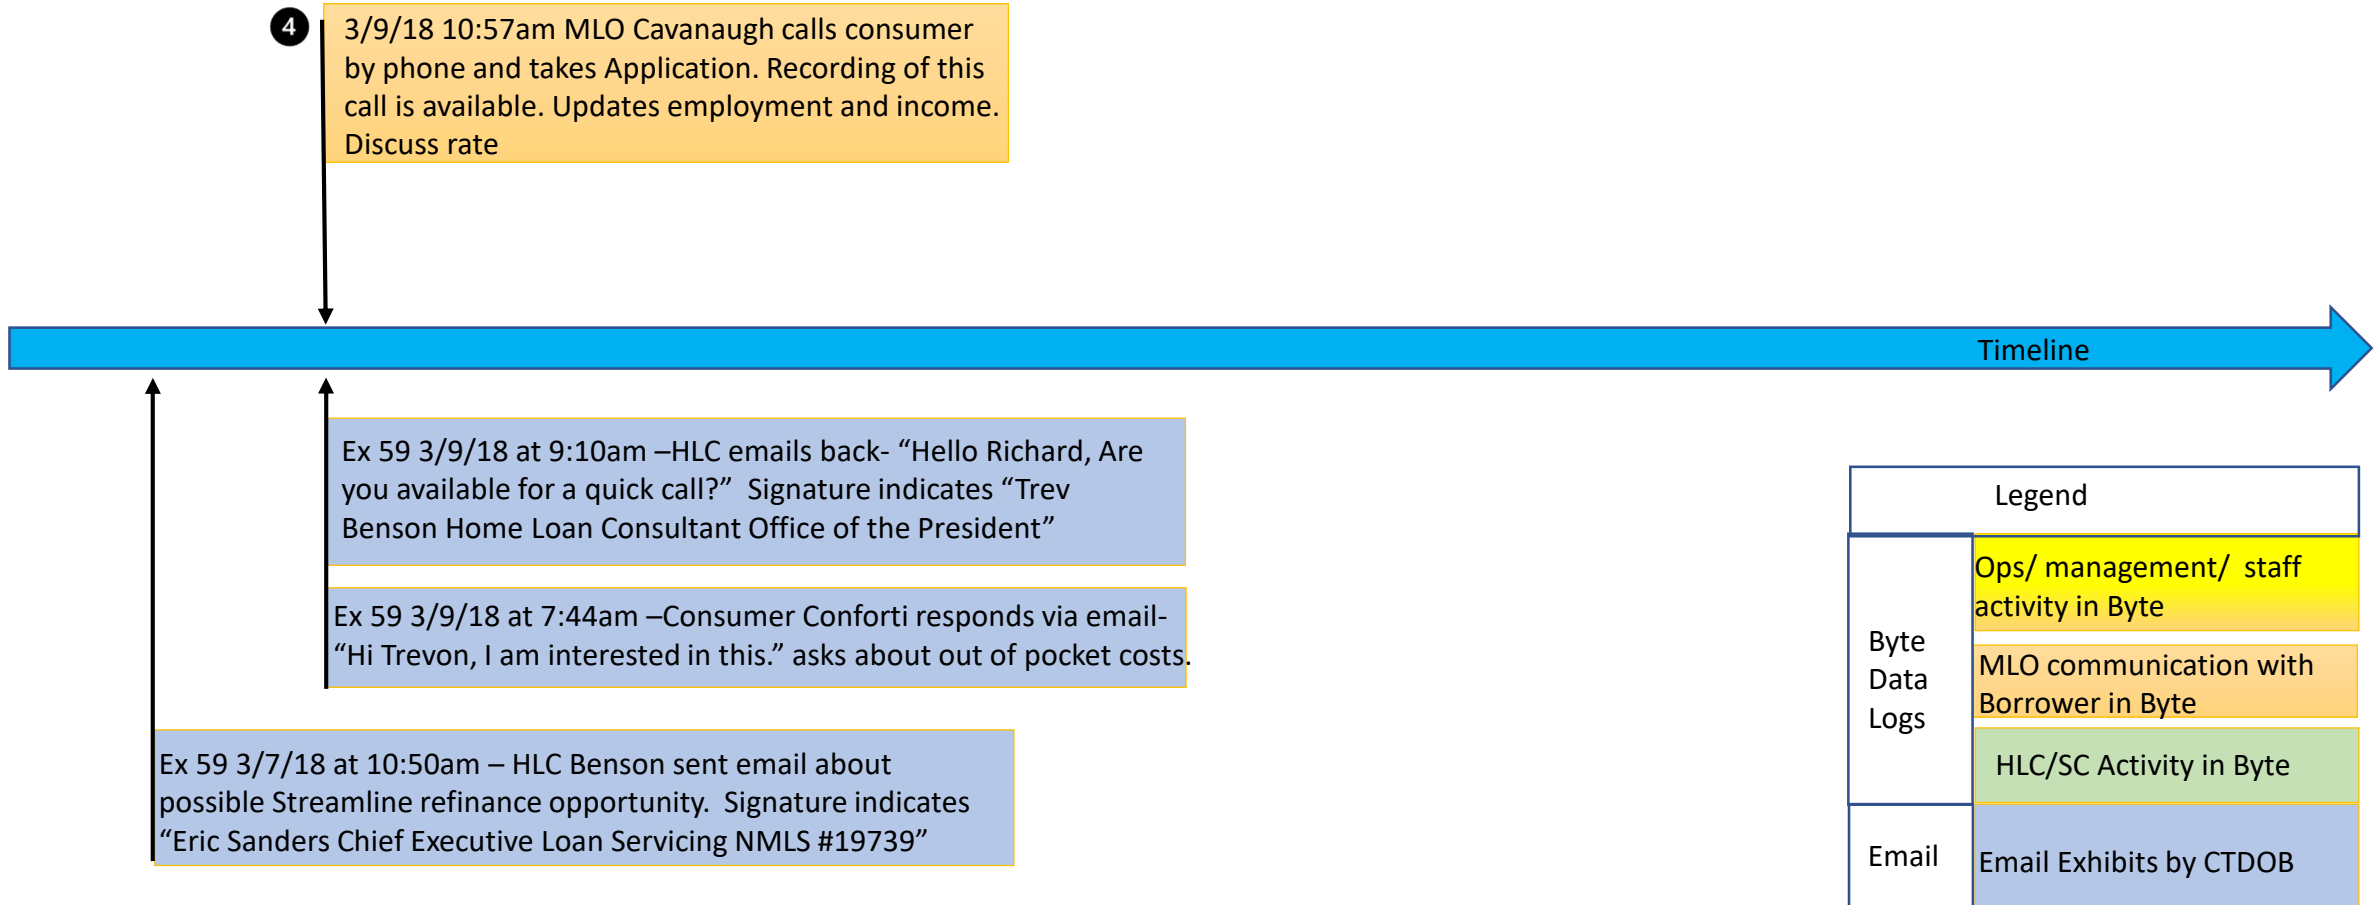 4
3/9/18 10:57am MLO Cavanaugh calls consumer
by phone and takes Application. Recording of this
call is available. Updates employment and income.
Discuss rate
Timeline
Ex 59 3/9/18 at 9:10am –HLC emails back- “Hello Richard, Are
you available for a quick call?”  Signature indicates “Trev
Benson Home Loan Consultant Office of the President”
Ex 59 3/9/18 at 7:44am –Consumer Conforti responds via email-
“Hi Trevon, I am interested in this.” asks about out of pocket costs.
Ex 59 3/7/18 at 10:50am – HLC Benson sent email about
possible Streamline refinance opportunity.  Signature indicates
“Eric Sanders Chief Executive Loan Servicing NMLS #19739”
Legend
Byte
Data
Logs
Ops/ management/  staff
activity in Byte
MLO communication with
Borrower in Byte
HLC/SC Activity in Byte
Email
Email Exhibits by CTDOB